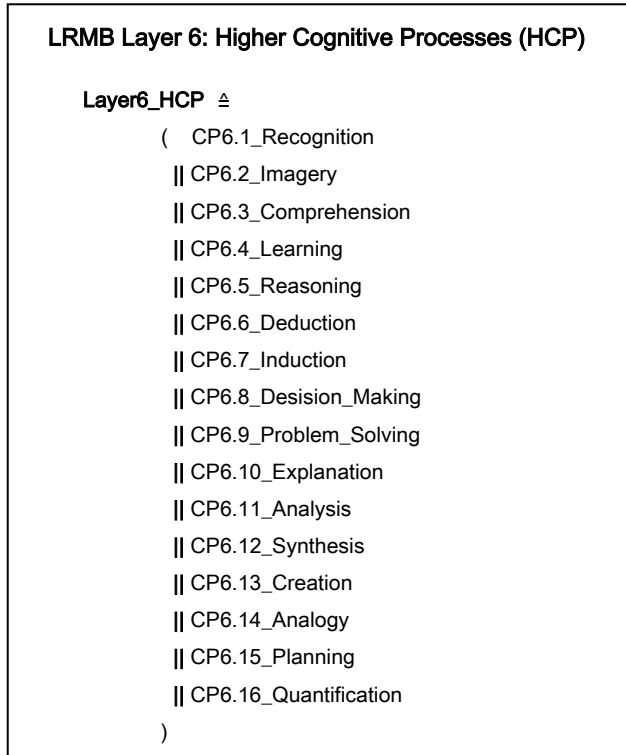 LRMB Layer 6: Higher Cognitive Processes (HCP)
Layer6_HCP ≙
( CP6.1_Recognition
|| CP6.2_Imagery
|| CP6.3_Comprehension
|| CP6.4_Learning
|| CP6.5_Reasoning
|| CP6.6_Deduction
|| CP6.7_Induction
|| CP6.8_Desision_Making
|| CP6.9_Problem_Solving
|| CP6.10_Explanation
|| CP6.11_Analysis
|| CP6.12_Synthesis
|| CP6.13_Creation
|| CP6.14_Analogy
|| CP6.15_Planning
|| CP6.16_Quantification
)